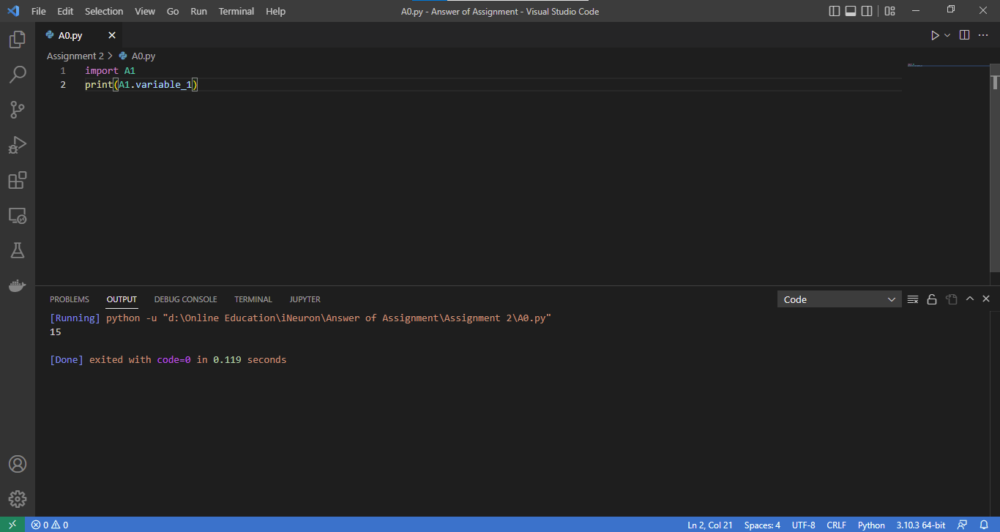 File Edit Selection View Go Run Terminal Help A0.py - Answer of Assignment - Visual Studio Code
A0.py
Assignment 2 > A0.py
1 import A1
2 print(A1.variable_1)
PROBLEMS OUTPUT DEBUG CONSOLE TERMINAL JUPYTER Code
[Running] python -u "d:\Online Education\iNeuron\Answer of Assignment\Assignment 2\A0.py"
15
[Done] exited with code=0 in 0.119 seconds
0 0 Ln 2, Col 21 Spaces: 4 UTF-8 CRLF Python 3.10.3 64-bit